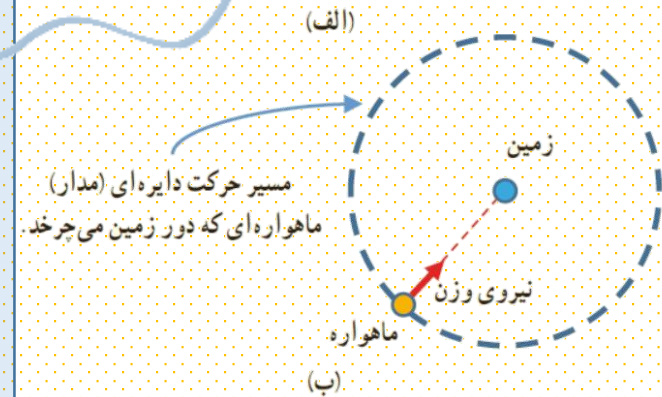 (الف)
زمین
مسیر حرکت دایره‌ای (مدار)
ماهواره‌ای که دور زمین می‌چرخد.
نیروی وزن
ماهواره
(ب)